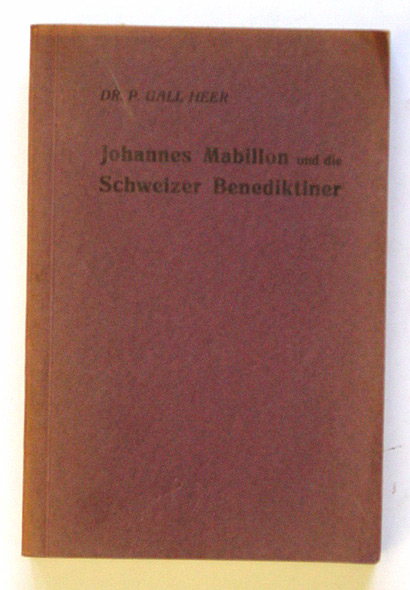 DR. P. GALL HEER
Johannes Mabillon und die
Schweizer Benediktiner